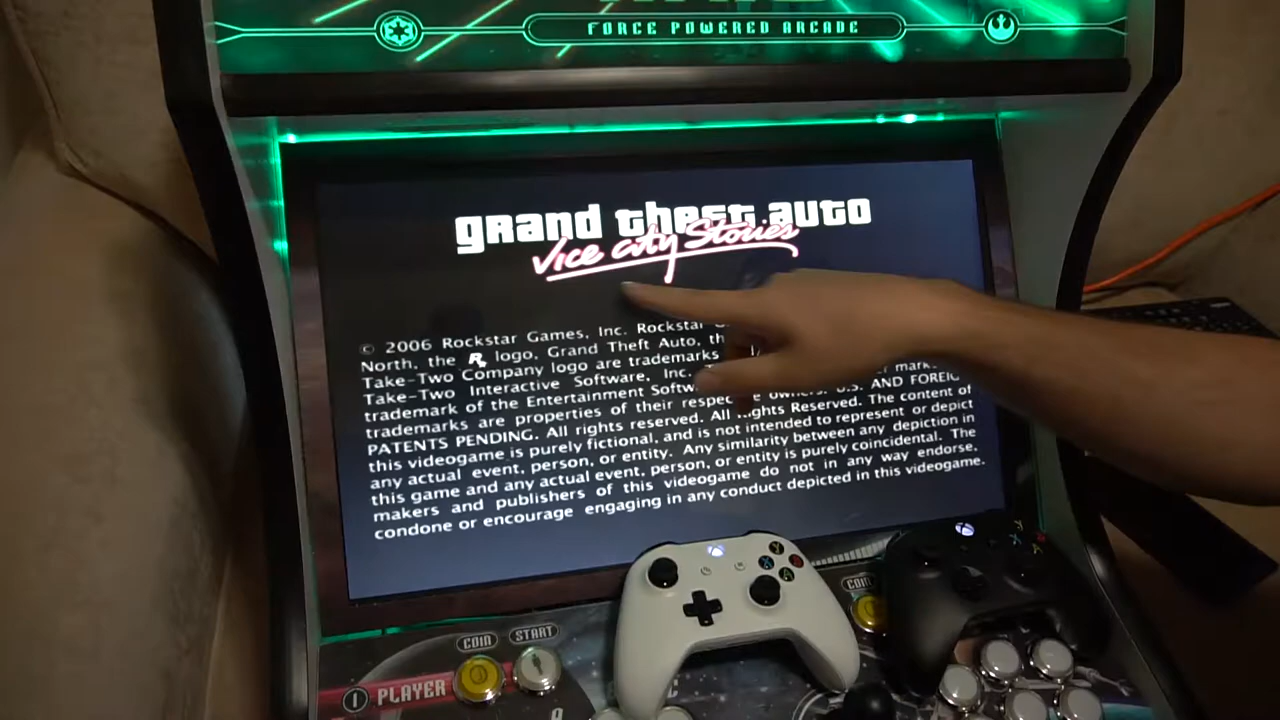 FORCE POWERED ARCADE
grand theft auto
Vice City Stories
© 2006 Rockstar Games, Inc. Rockstar
North, the R logo, Grand Theft Auto, th
Take-Two Company logo are trademarks
Take-Two Interactive Software, Inc.
trademark of the Entertainment Softw mark
trademarks are properties of their respec e owners. U.S. AND FOREIG
PATENTS PENDING. All rights reserved. All Rights Reserved. The content of
this videogame is purely fictional, and is not intended to represent or depict
any actual event, person, or entity. Any similarity between any depiction in
this game and any actual event, person, or entity is purely coincidental. The
makers and publishers of this videogame do not in any way endorse,
condone or encourage engaging in any conduct depicted in this videogame.
COIN
START
COIN
1 PLAYER
Y
X
B
A
Y
X
B